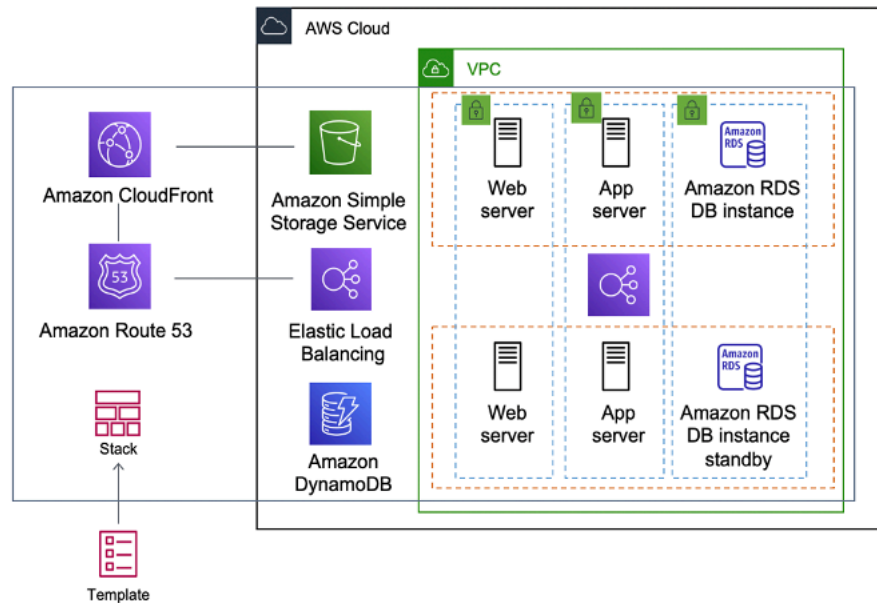 AWS Cloud
VPC
Amazon CloudFront
Amazon Simple
Storage Service
Web
server
App
server
Amazon
RDS
Amazon RDS
DB instance
53
Amazon Route 53
Elastic Load
Balancing
Stack
Amazon
DynamoDB
Web
server
App
server
Amazon
RDS
Amazon RDS
DB instance
standby
Template